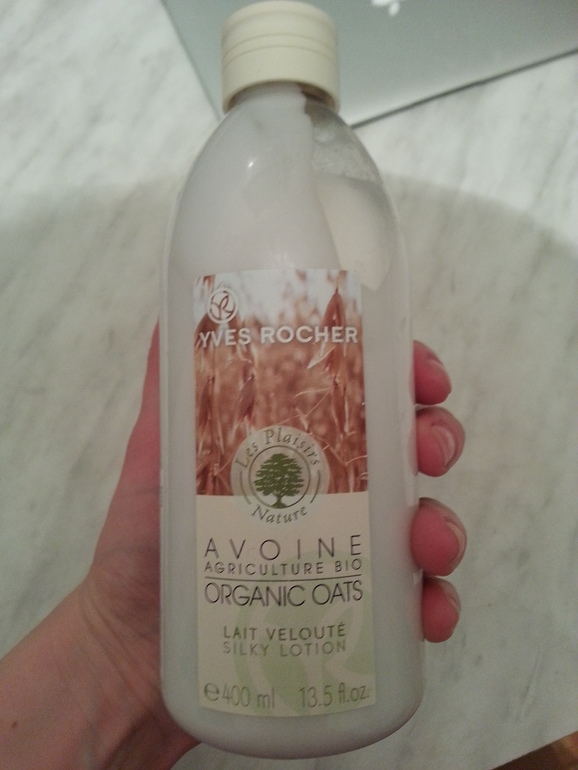 YVES ROCHER
Les Plaisirs
Nature
AVOINE
AGRICULTURE BIO
ORGANIC OATS
LAIT VELOUTÉ
SILKY LOTION
℮400 ml 13.5 fl.oz.